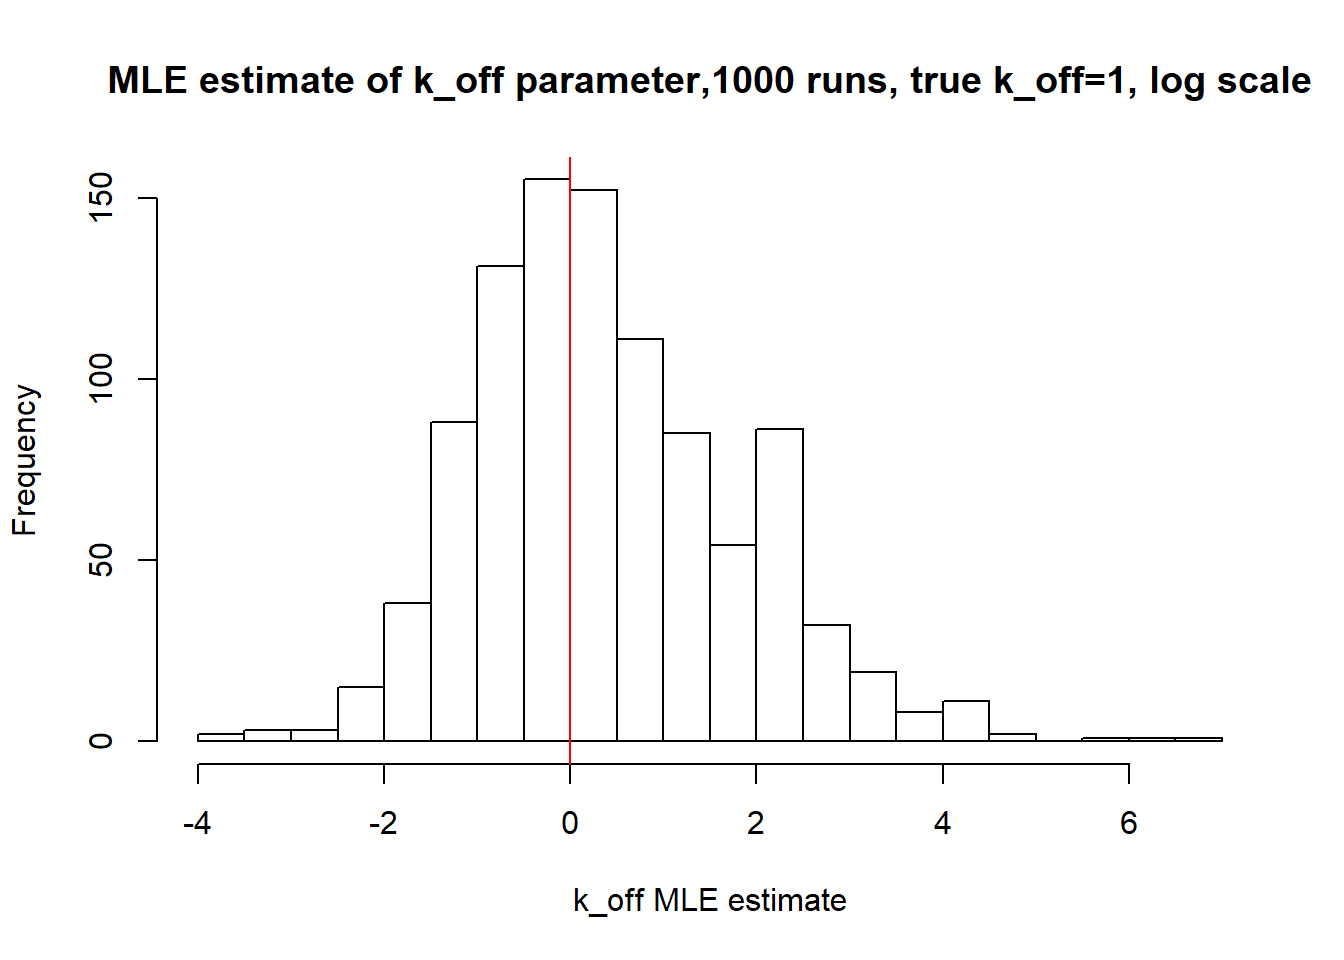 MLE estimate of k_off parameter,1000 runs, true k_off=1, log scale
Frequency
150
100
50
0
-4 -2 0 2 4 6
k_off MLE estimate